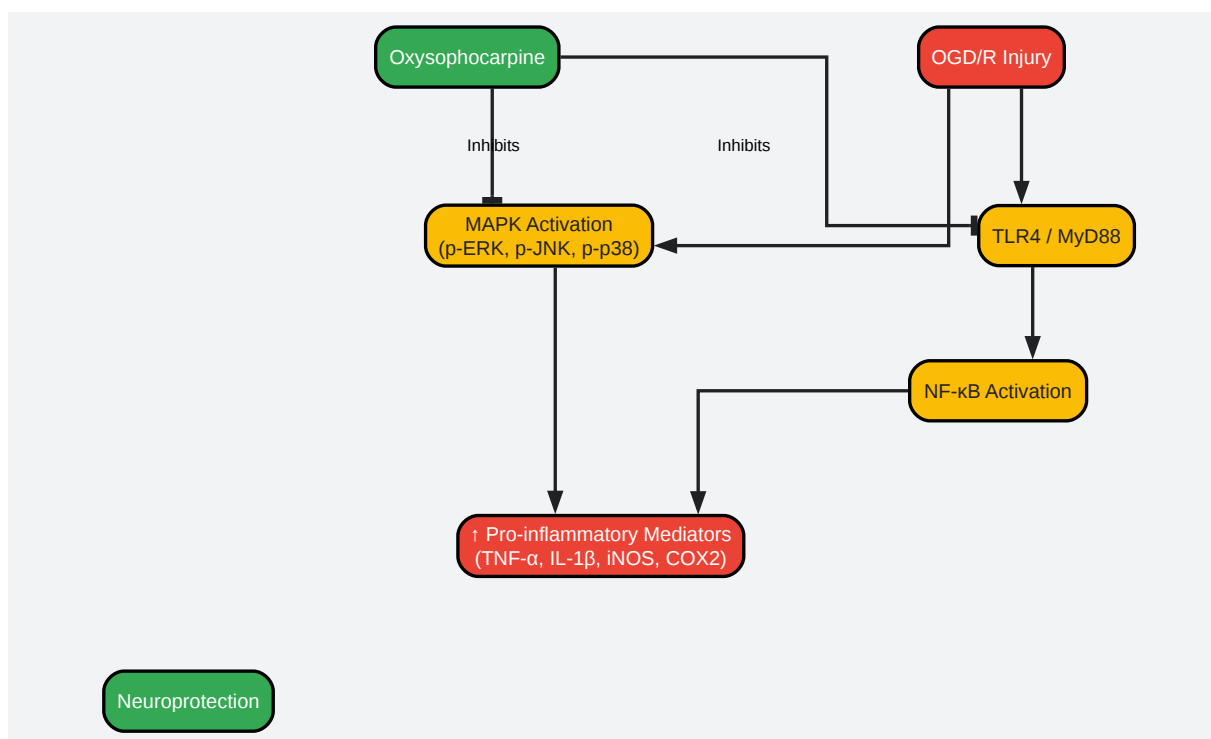 Oxysophocarpine
OGD/R Injury
Inhibits
Inhibits
MAPK Activation
(p-ERK, p-JNK, p-p38)
TLR4 / MyD88
NF-κB Activation
↑ Pro-inflammatory Mediators
(TNF-α, IL-1β, iNOS, COX2)
Neuroprotection